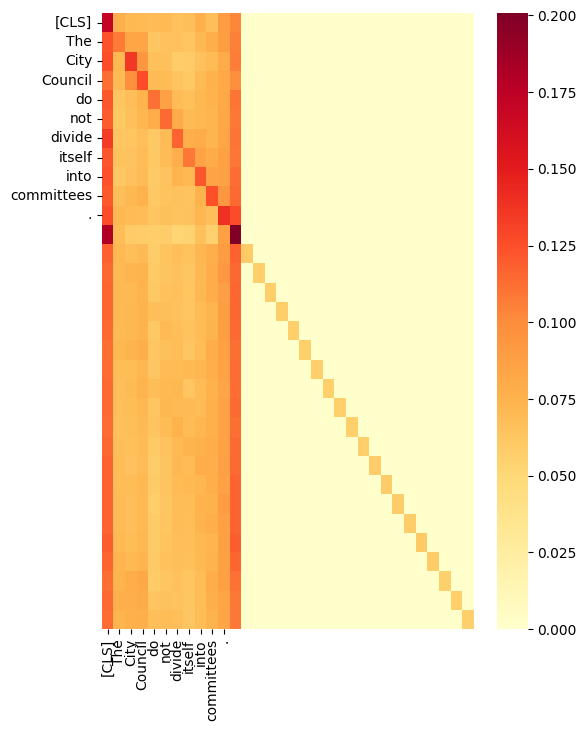 [CLS]
The
City
Council
do
not
divide
itself
into
committees
.
0.200
0.175
0.150
0.125
0.100
0.075
0.050
0.025
0.000
[CLS]
The
City
Council
do
not
divide
itself
into
committees
.